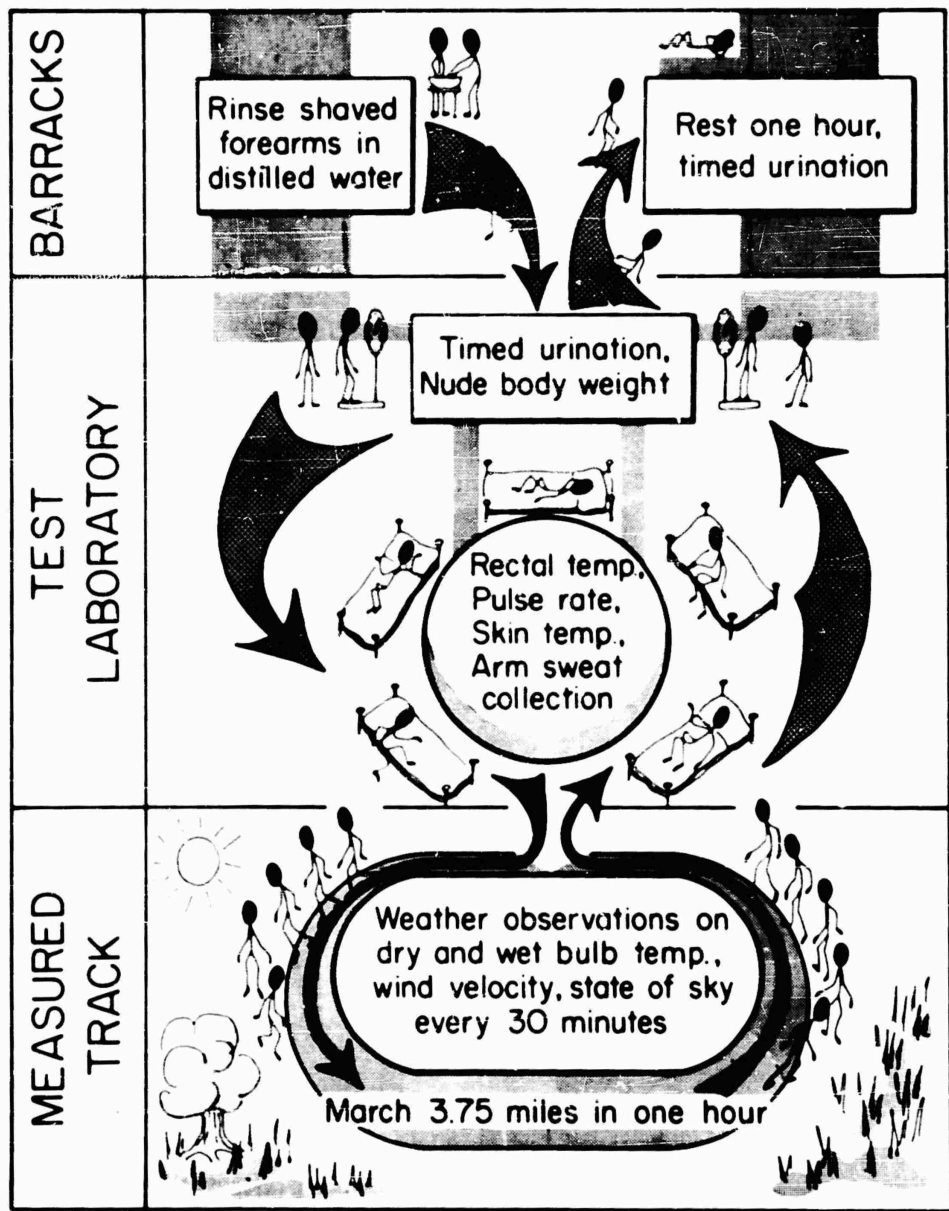 BARRACKS
Rinse shaved
forearms in
distilled water
Rest one hour,
timed urination
TEST
LABORATORY
Timed urination,
Nude body weight
Rectal temp.,
Pulse rate,
Skin temp.,
Arm sweat
collection
MEASURED
TRACK
Weather observations on
dry and wet bulb temp.,
wind velocity, state of sky
every 30 minutes
March 3.75 miles in one hour